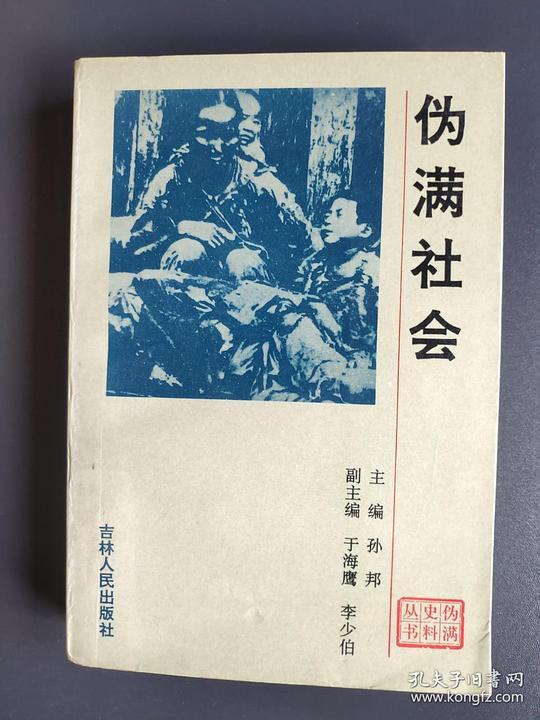 伪满社会
主编 孙邦
副主编 于海鹰 李少伯
伪满
史料
丛书
吉林人民出版社
孔夫子旧书网
kongfz.com